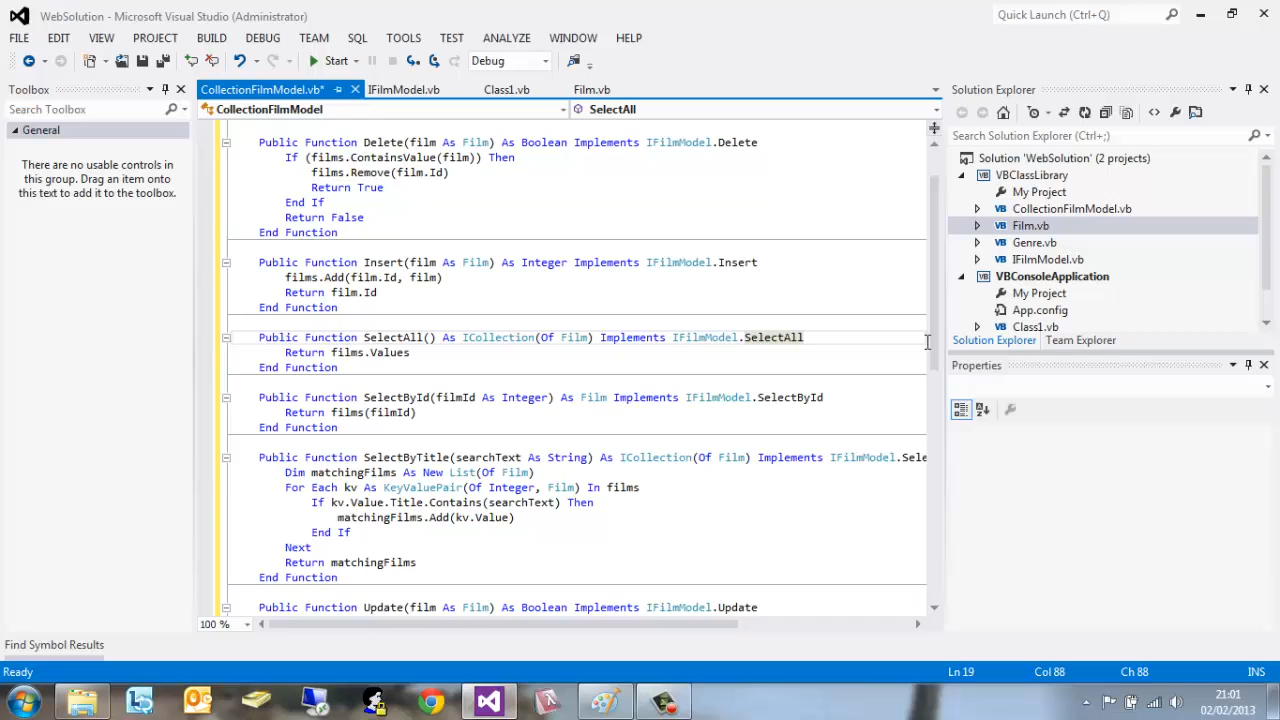 WebSolution - Microsoft Visual Studio (Administrator)
Quick Launch (Ctrl+Q)
FILE EDIT VIEW PROJECT BUILD DEBUG TEAM SQL TOOLS TEST ANALYZE WINDOW HELP
Start Debug
Toolbox
Search Toolbox
General
There are no usable controls in
this group. Drag an item onto
this text to add it to the toolbox.
CollectionFilmModel.vb* IFilmModel.vb Class1.vb Film.vb
CollectionFilmModel SelectAll
Public Function Delete(film As Film) As Boolean Implements IFilmModel.Delete
If (films.ContainsValue(film)) Then
films.Remove(film.Id)
Return True
End If
Return False
End Function
Public Function Insert(film As Film) As Integer Implements IFilmModel.Insert
films.Add(film.Id, film)
Return film.Id
End Function
Public Function SelectAll() As ICollection(Of Film) Implements IFilmModel.SelectAll
Return films.Values
End Function
Public Function SelectById(filmId As Integer) As Film Implements IFilmModel.SelectById
Return films(filmId)
End Function
Public Function SelectByTitle(searchText As String) As ICollection(Of Film) Implements IFilmModel.Sele
Dim matchingFilms As New List(Of Film)
For Each kv As KeyValuePair(Of Integer, Film) In films
If kv.Value.Title.Contains(searchText) Then
matchingFilms.Add(kv.Value)
End If
Next
Return matchingFilms
End Function
Public Function Update(film As Film) As Boolean Implements IFilmModel.Update
100 %
Solution Explorer
Search Solution Explorer (Ctrl+;)
Solution 'WebSolution' (2 projects)
VBClassLibrary
My Project
CollectionFilmModel.vb
Film.vb
Genre.vb
IFilmModel.vb
VBConsoleApplication
My Project
App.config
Class1.vb
Solution Explorer Team Explorer
Properties
Find Symbol Results
Ready Ln 19 Col 88 Ch 88 INS
21:01
02/02/2013